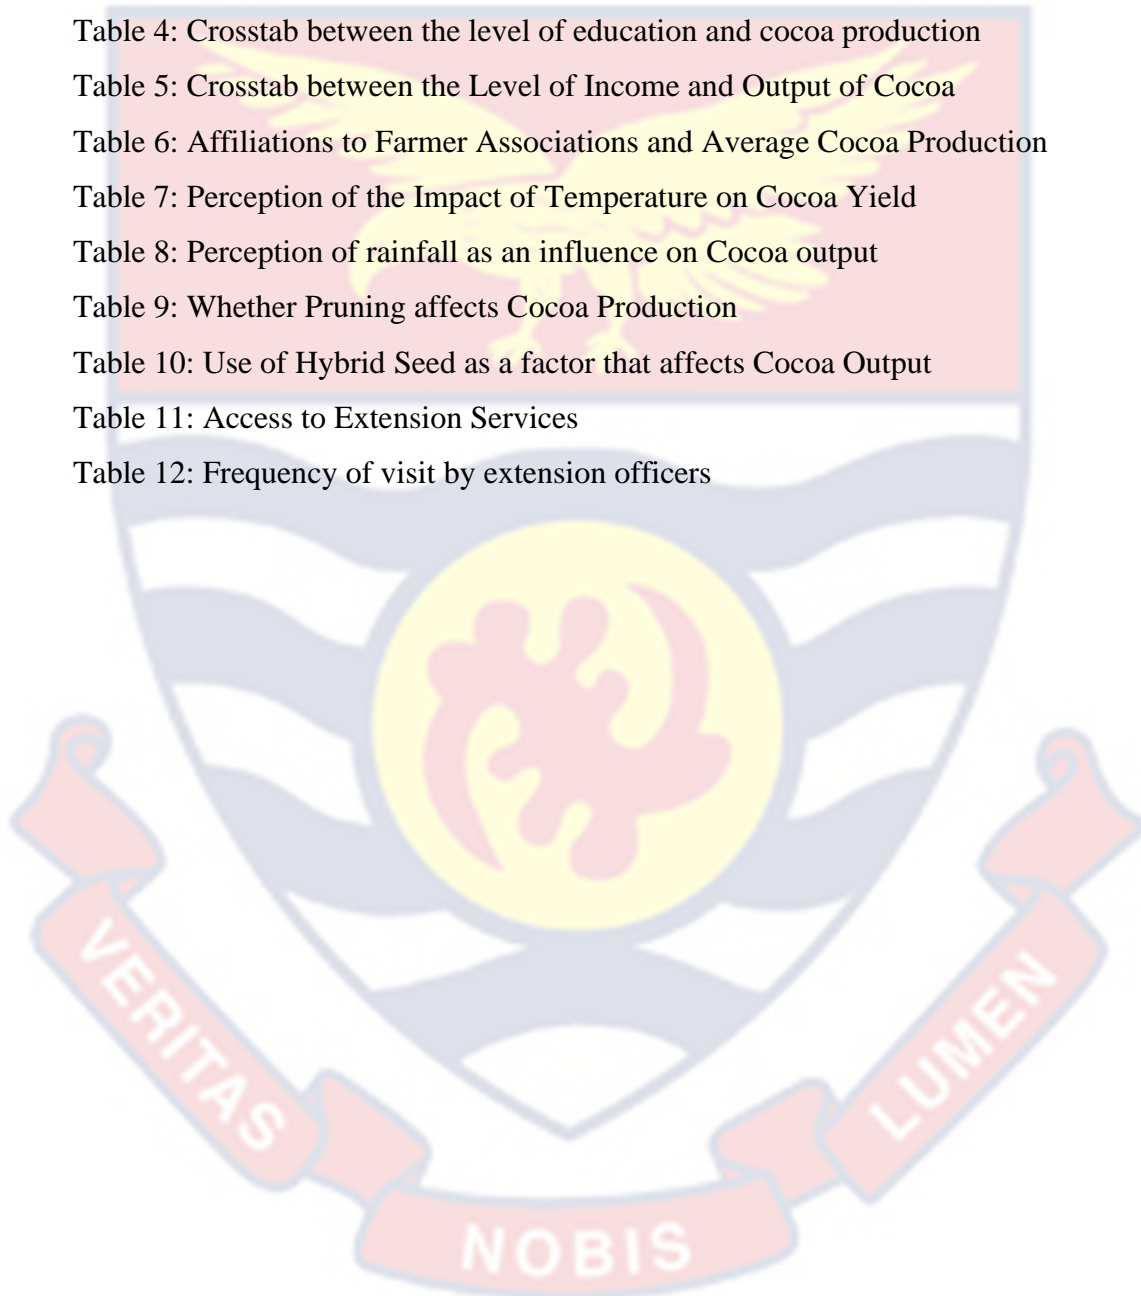 Table 4: Crosstab between the level of education and cocoa production
Table 5: Crosstab between the Level of Income and Output of Cocoa
Table 6: Affiliations to Farmer Associations and Average Cocoa Production
Table 7: Perception of the Impact of Temperature on Cocoa Yield
Table 8: Perception of rainfall as an influence on Cocoa output
Table 9: Whether Pruning affects Cocoa Production
Table 10: Use of Hybrid Seed as a factor that affects Cocoa Output
Table 11: Access to Extension Services
Table 12: Frequency of visit by extension officers
VERITAS
NOBIS
LUMEN